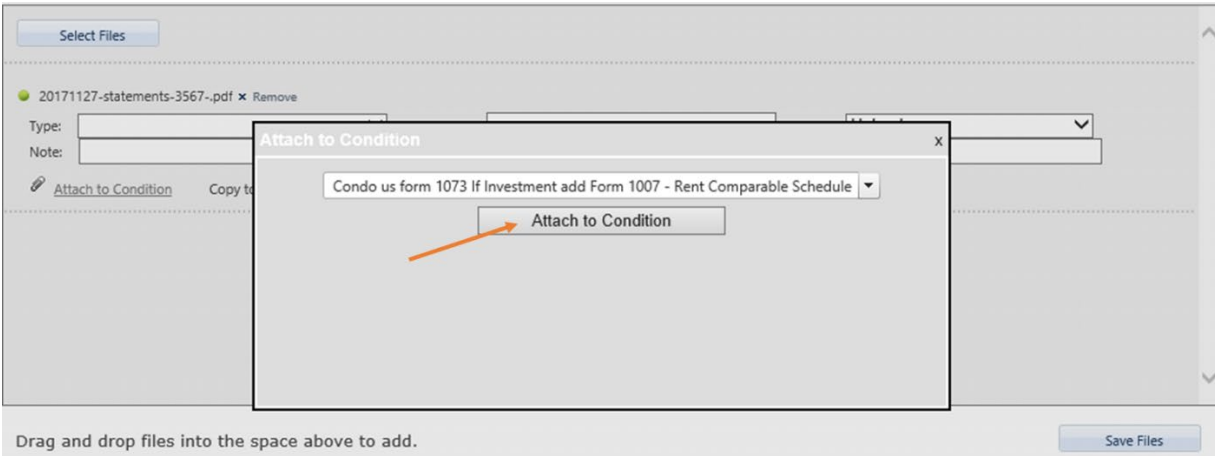 Select Files
20171127-statements-3567-.pdf × Remove
Type:
Note:
Attach to Condition
Copy to
Attach to Condition x
Condo us form 1073 If Investment add Form 1007 - Rent Comparable Schedule
Attach to Condition
Drag and drop files into the space above to add.
Save Files